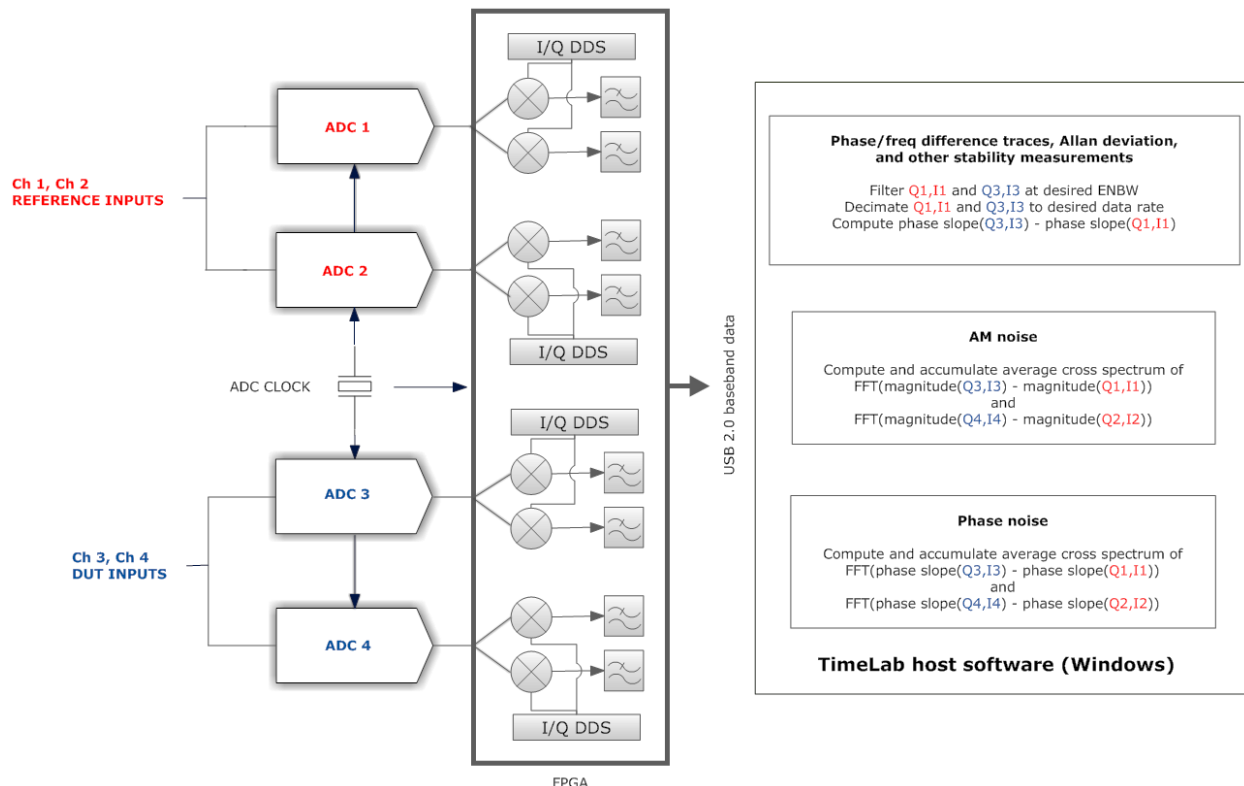 I/Q DDS
ADC 1
Ch 1, Ch 2
REFERENCE INPUTS
ADC 2
I/Q DDS
ADC CLOCK
I/Q DDS
ADC 3
Ch 3, Ch 4
DUT INPUTS
ADC 4
I/Q DDS
FPGA
USB 2.0 baseband data
Phase/freq difference traces, Allan deviation,
and other stability measurements
Filter Q1,I1 and Q3,I3 at desired ENBW
Decimate Q1,I1 and Q3,I3 to desired data rate
Compute phase slope(Q3,I3) - phase slope(Q1,I1)
AM noise
Compute and accumulate average cross spectrum of
FFT(magnitude(Q3,I3) - magnitude(Q1,I1))
and
FFT(magnitude(Q4,I4) - magnitude(Q2,I2))
Phase noise
Compute and accumulate average cross spectrum of
FFT(phase slope(Q3,I3) - phase slope(Q1,I1))
and
FFT(phase slope(Q4,I4) - phase slope(Q2,I2))
TimeLab host software (Windows)